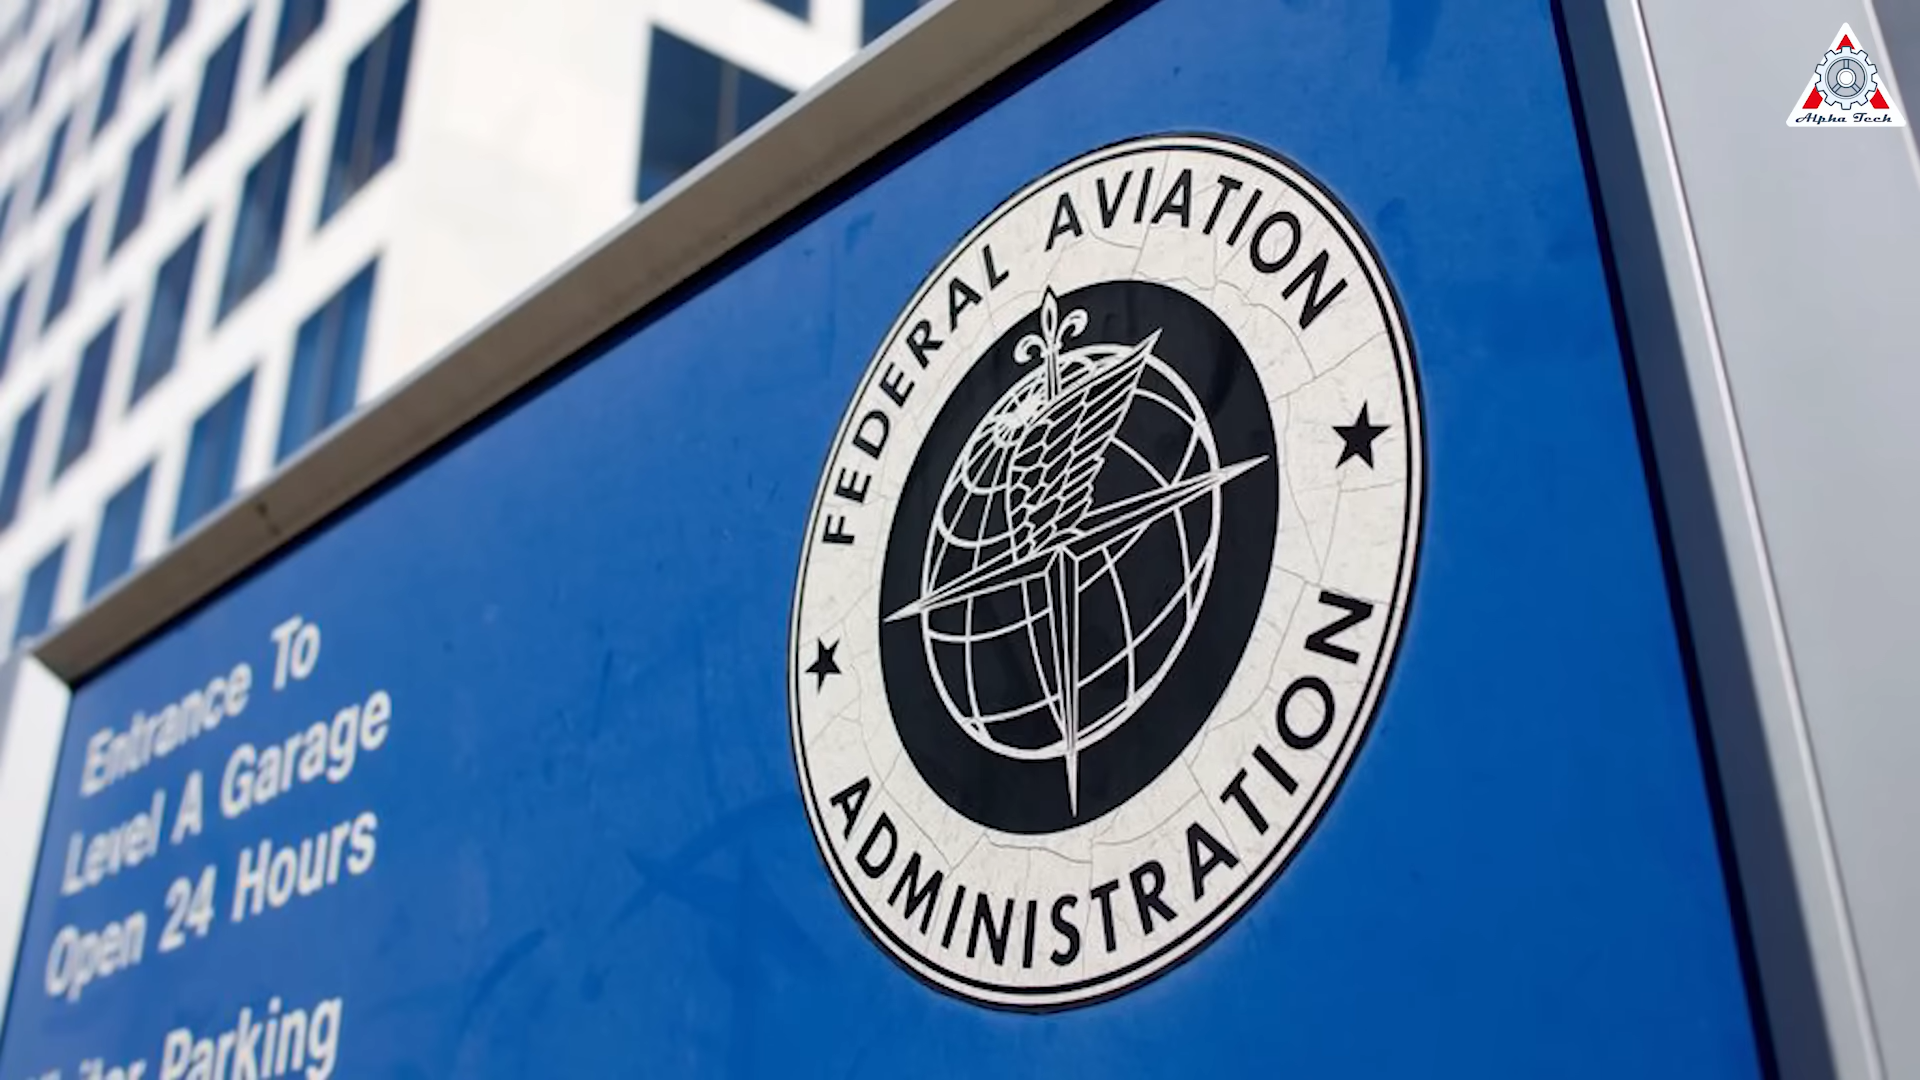 Alpha Tech
FEDERAL AVIATION
ADMINISTRATION
Entrance To
Level A Garage
Open 24 Hours
Parking